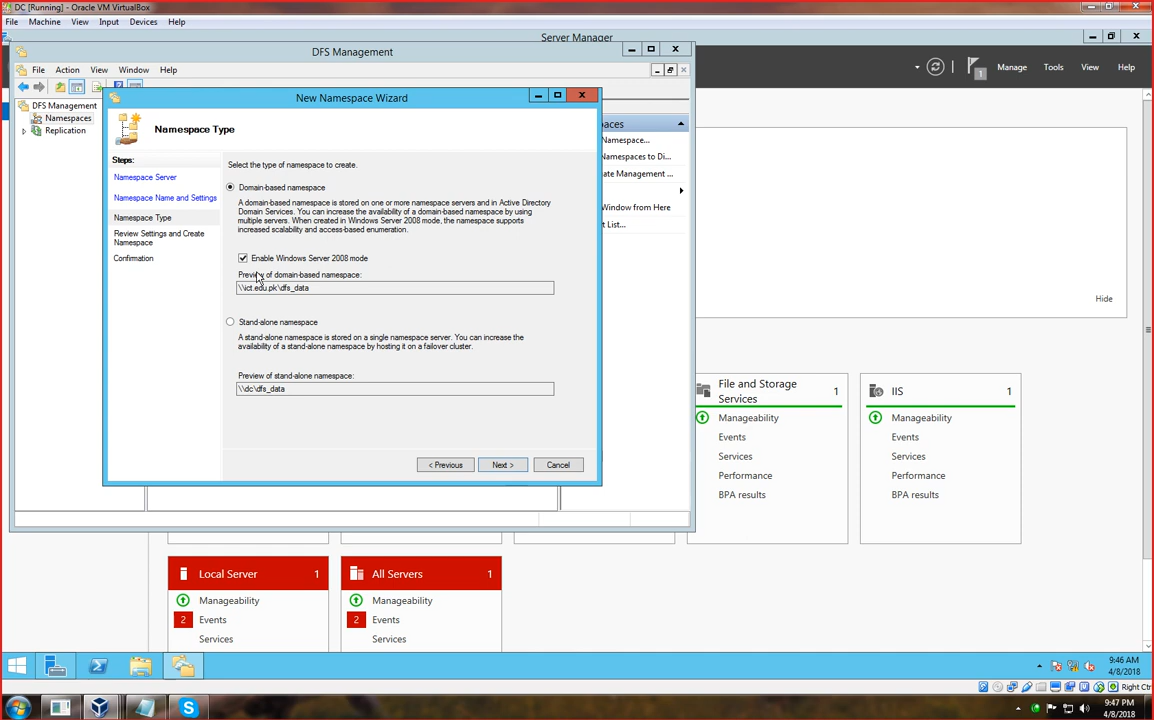 DC [Running] - Oracle VM VirtualBox
File Machine View Input Devices Help
Server Manager
DFS Management
Manage Tools View Help
1
File Action View Window Help
DFS Management
Namespaces
Replication
New Namespace Wizard
Namespace Type
Steps:
Namespace Server
Namespace Name and Settings
Namespace Type
Review Settings and Create
Namespace
Confirmation
Select the type of namespace to create.
Domain-based namespace
A domain-based namespace is stored on one or more namespace servers and in Active Directory
Domain Services. You can increase the availability of a domain-based namespace by using
multiple servers. When created in Windows Server 2008 mode, the namespace supports
increased scalability and access-based enumeration.
Enable Windows Server 2008 mode
Preview of domain-based namespace:
\\ict.edu.pk\dfs_data
Stand-alone namespace
A stand-alone namespace is stored on a single namespace server. You can increase the
availability of a stand-alone namespace by hosting it on a failover cluster.
Preview of stand-alone namespace:
\\dc\dfs_data
< Previous Next > Cancel
aces
Namespace...
Namespaces to Di...
ate Management ...
Window from Here
t List...
Hide
File and Storage
Services
1
Manageability
Events
Services
Performance
BPA results
IIS 1
Manageability
Events
Services
Performance
BPA results
Local Server 1
Manageability
2 Events
Services
All Servers 1
Manageability
2 Events
Services
9:46 AM
4/8/2018
Right Ctr
9:47 PM
4/8/2018